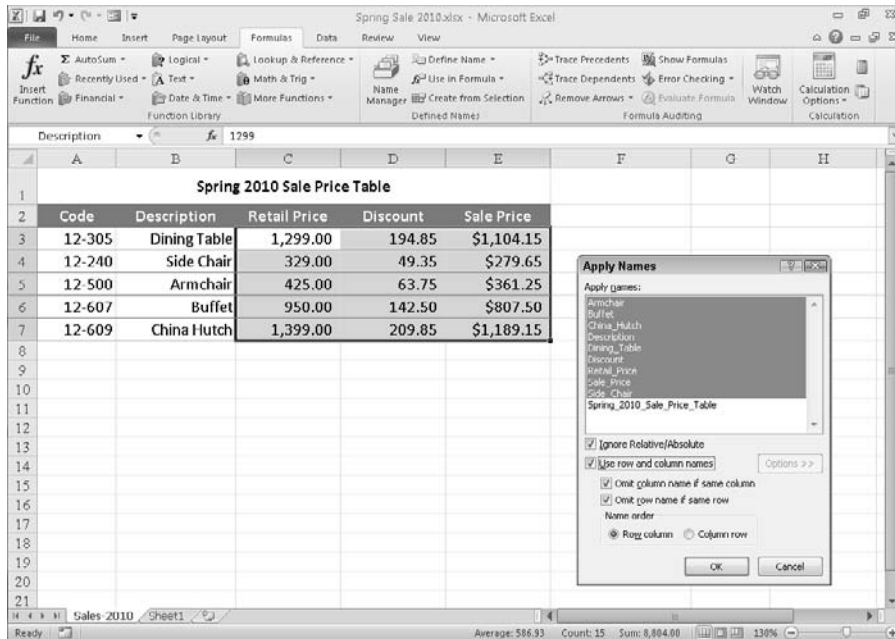 Spring Sale 2010.xlsx - Microsoft Excel
File Home Insert Page Layout Formulas Data Review View
fx
Insert Function
Σ AutoSum
Recently Used
Financial
Logical
Text
Date & Time
Lookup & Reference
Math & Trig
More Functions
Function Library
Name Manager
Define Name
Use in Formula
Create from Selection
Defined Names
Trace Precedents
Trace Dependents
Remove Arrows
Show Formulas
Error Checking
Evaluate Formula
Watch Window
Formula Auditing
Calculation Options
Calculation
Description fx 1299
A B C D E F G H
1 Spring 2010 Sale Price Table
2 Code Description Retail Price Discount Sale Price
3 12-305 Dining Table 1,299.00 194.85 $1,104.15
4 12-240 Side Chair 329.00 49.35 $279.65
5 12-500 Armchair 425.00 63.75 $361.25
6 12-607 Buffet 950.00 142.50 $807.50
7 12-609 China Hutch 1,399.00 209.85 $1,189.15
8
9
10
11
12
13
14
15
16
17
18
19
20
21
Apply Names
Apply names:
Armchair
Buffet
China_Hutch
Description
Dining_Table
Discount
Retail_Price
Sale_Price
Side_Chair
Spring_2010_Sale_Price_Table
Ignore Relative/Absolute
Use row and column names Options >>
Omit column name if same column
Omit row name if same row
Name order
Row column Column row
OK Cancel
Sales-2010 Sheet1
Ready Average: 586.93 Count: 15 Sum: 8,804.00 130%